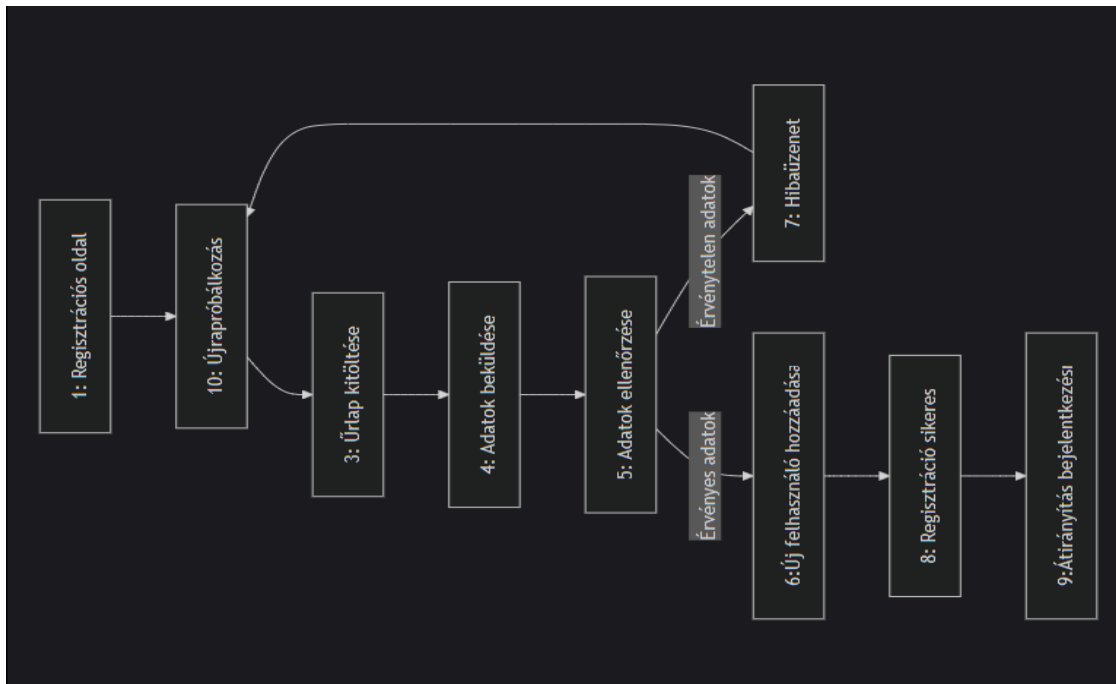 1: Regisztrációs oldal
10: Újrapróbálkozás
3: Űrlap kitöltése
4: Adatok beküldése
5: Adatok ellenőrzése
Érvénytelen adatok
Érvényes adatok
7: Hibaüzenet
6:Új felhasználó hozzáadása
8: Regisztráció sikeres
9:Átirányítás